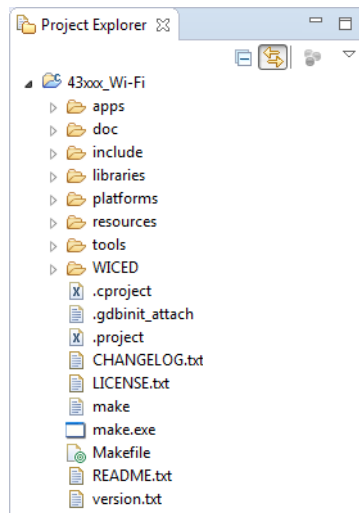 Project Explorer
43xxx_Wi-Fi
apps
doc
include
libraries
platforms
resources
tools
WICED
.cproject
.gdbinit_attach
.project
CHANGELOG.txt
LICENSE.txt
make
make.exe
Makefile
README.txt
version.txt